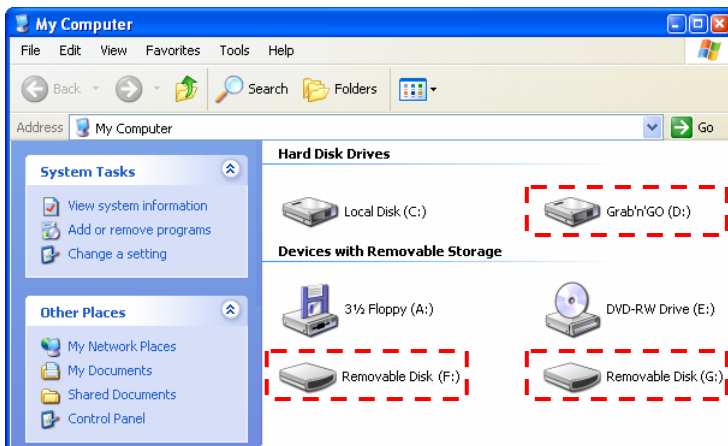 My Computer
File Edit View Favorites Tools Help
Back Search Folders
Address My Computer Go
System Tasks
View system information
Add or remove programs
Change a setting
Other Places
My Network Places
My Documents
Shared Documents
Control Panel
Hard Disk Drives
Local Disk (C:) Grab'n'GO (D:)
Devices with Removable Storage
3½ Floppy (A:) DVD-RW Drive (E:)
Removable Disk (F:) Removable Disk (G:)